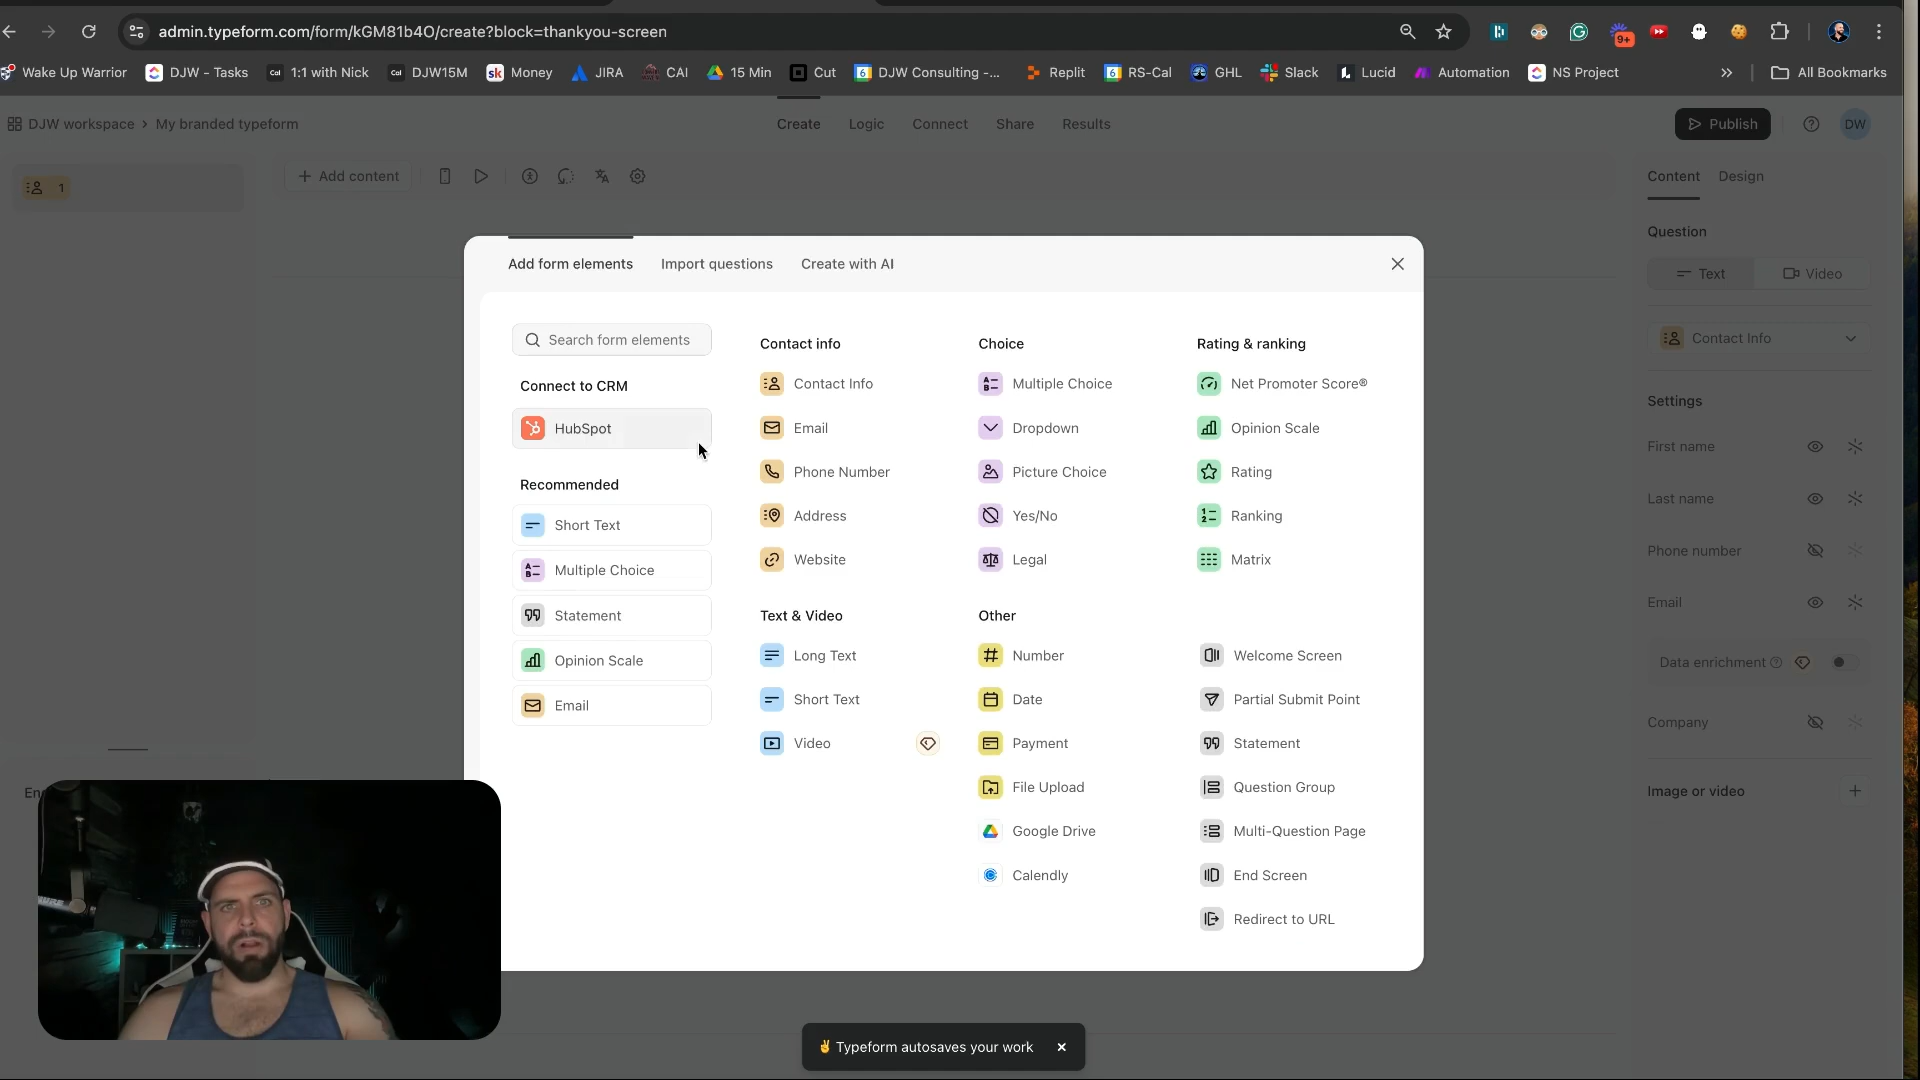 admin.typeform.com/form/kGM81b4O/create?block=thankyou-screen
9+
Wake Up Warrior
DJW - Tasks
1:1 with Nick
DJW15M
Money
JIRA
CAI
15 Min
Cut
DJW Consulting -...
Replit
RS-Cal
GHL
Slack
Lucid
Automation
NS Project
All Bookmarks
DJW workspace
My branded typeform
Create
Logic
Connect
Share
Results
Publish
DW
1
Add content
Content
Design
Question
Text
Video
Contact Info
Settings
First name
Last name
Phone number
Email
Data enrichment
Company
Image or video
Add form elements
Import questions
Create with AI
Search form elements
Connect to CRM
HubSpot
Recommended
Short Text
Multiple Choice
Statement
Opinion Scale
Email
Contact info
Contact Info
Email
Phone Number
Address
Website
Choice
Multiple Choice
Dropdown
Picture Choice
Yes/No
Legal
Rating & ranking
Net Promoter Score®
Opinion Scale
Rating
Ranking
Matrix
Text & Video
Long Text
Short Text
Video
Other
Number
Date
Payment
File Upload
Google Drive
Calendly
Welcome Screen
Partial Submit Point
Statement
Question Group
Multi-Question Page
End Screen
Redirect to URL
✌ Typeform autosaves your work